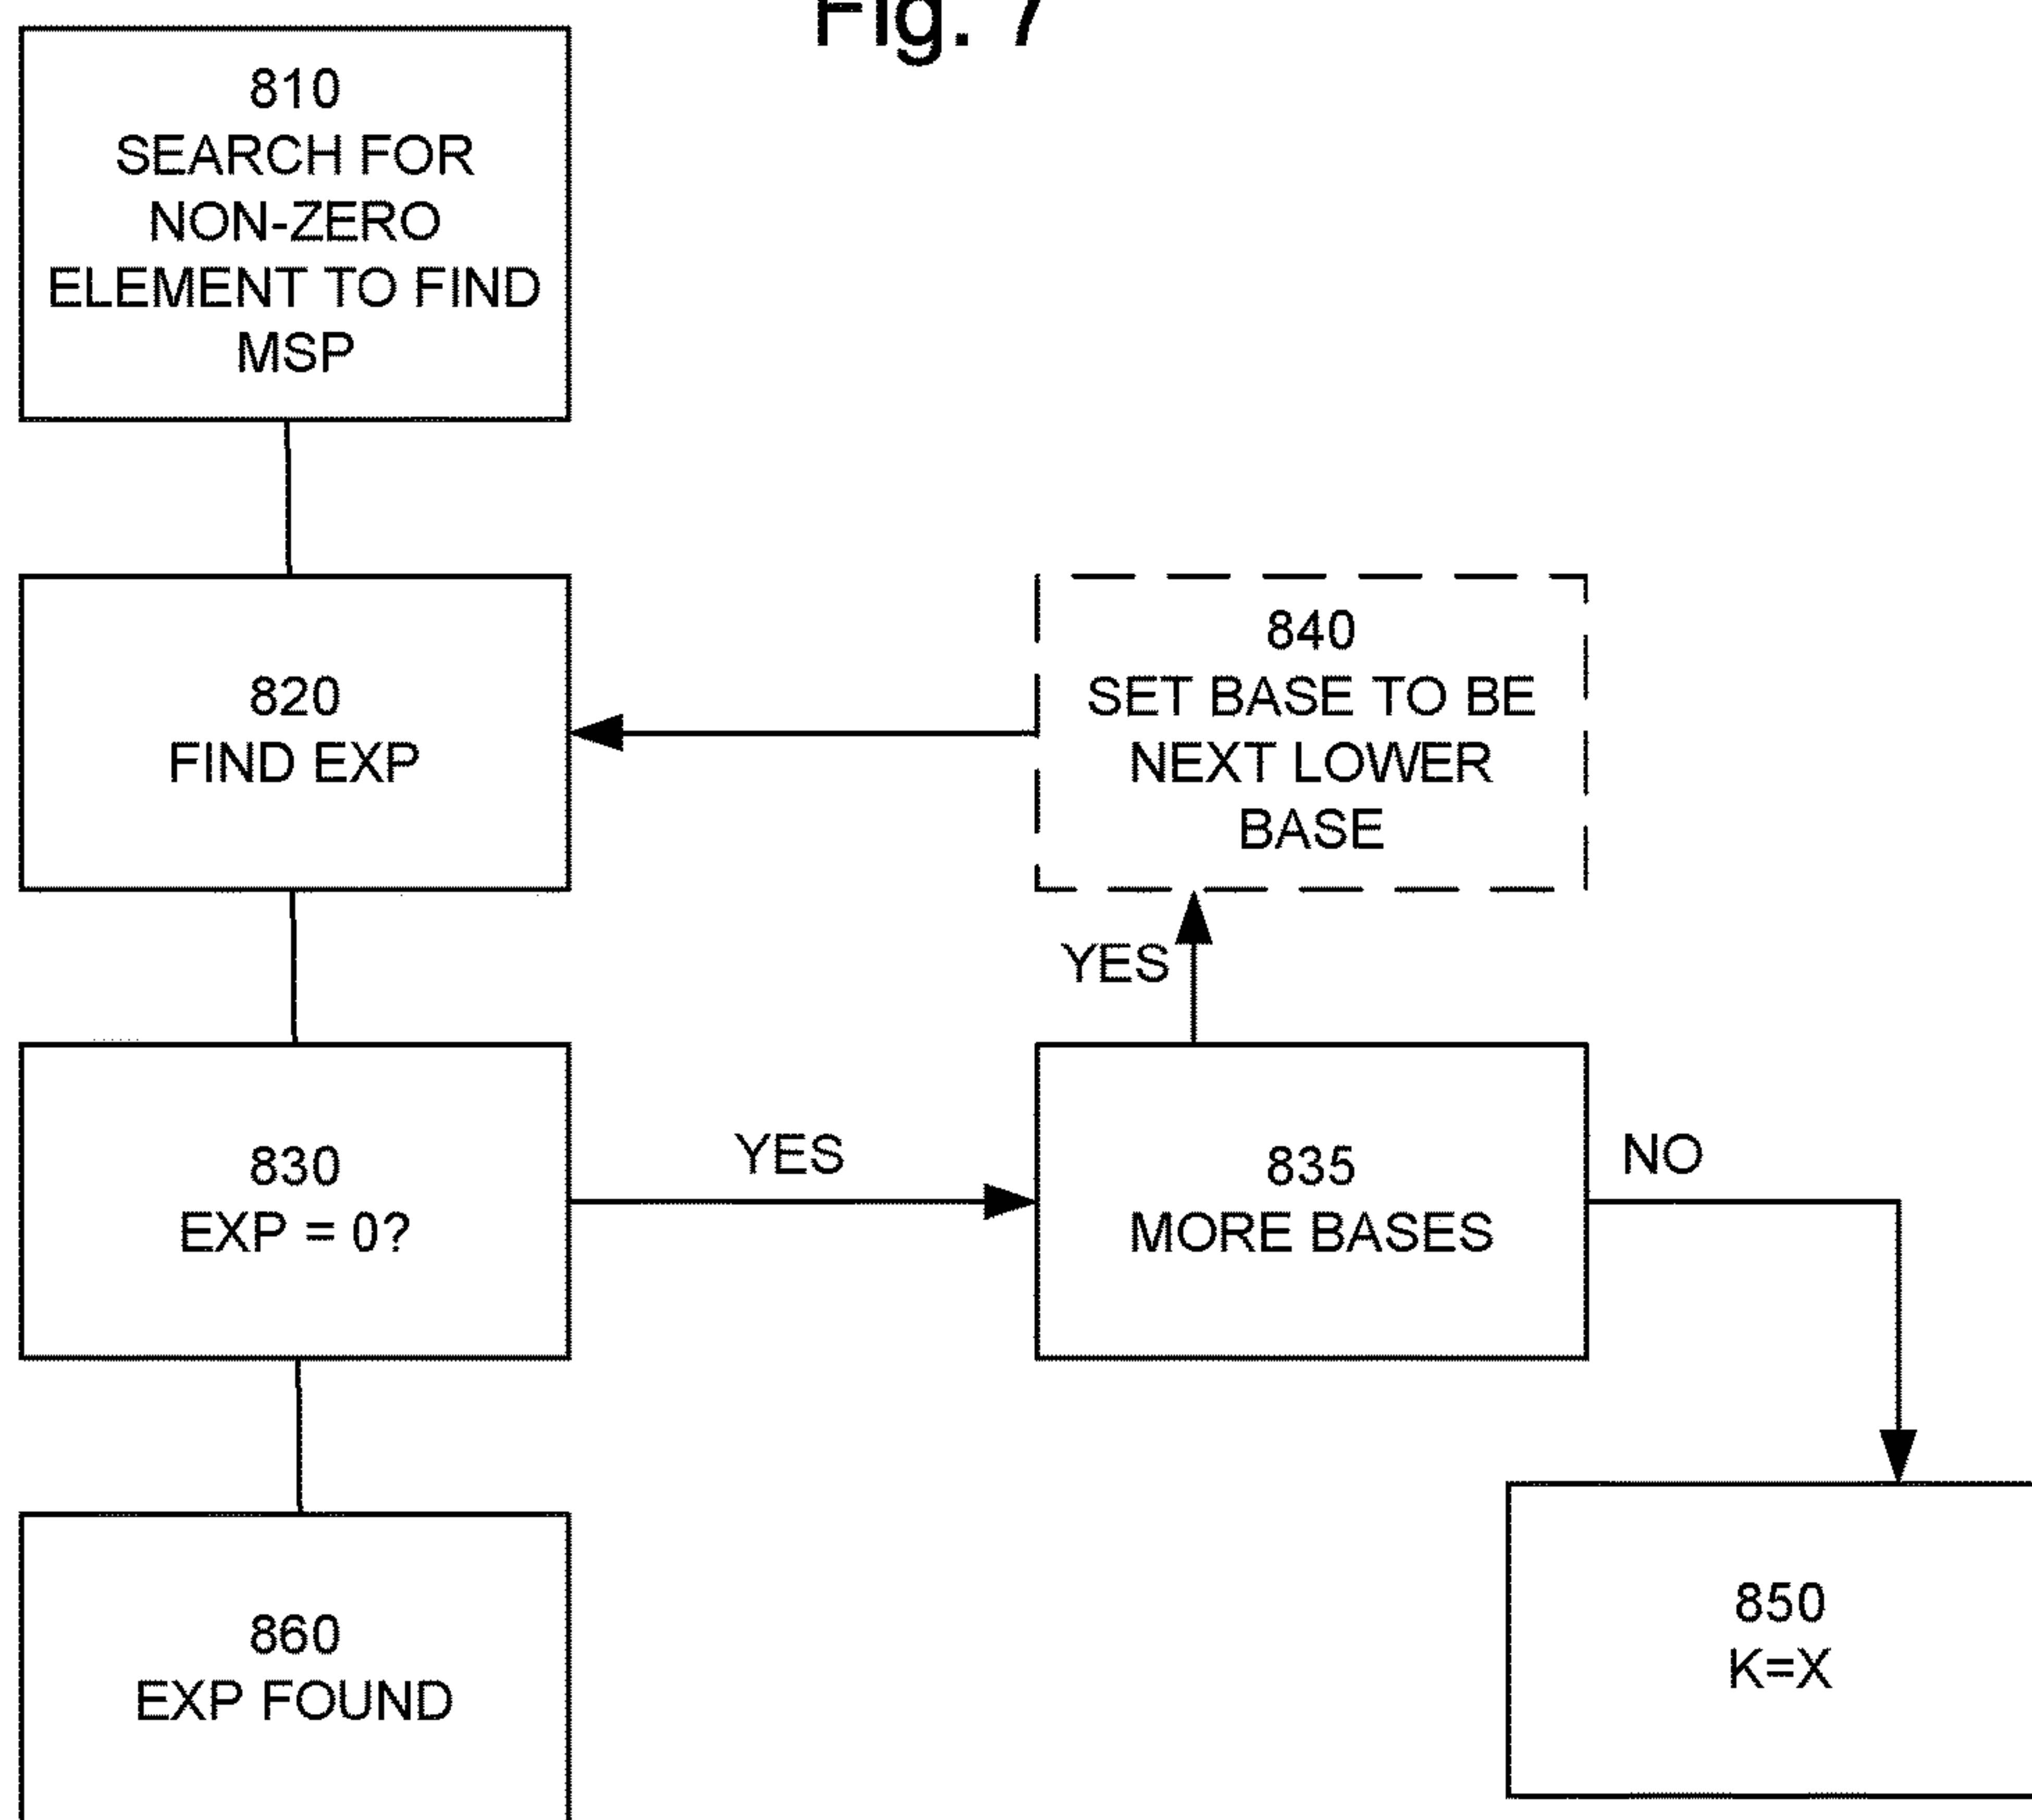 Fig. 7
810
SEARCH FOR
NON-ZERO
ELEMENT TO FIND
MSP
820
FIND EXP
840
SET BASE TO BE
NEXT LOWER
BASE
YES
830
EXP = 0?
YES
835
MORE BASES
NO
860
EXP FOUND
850
K=X